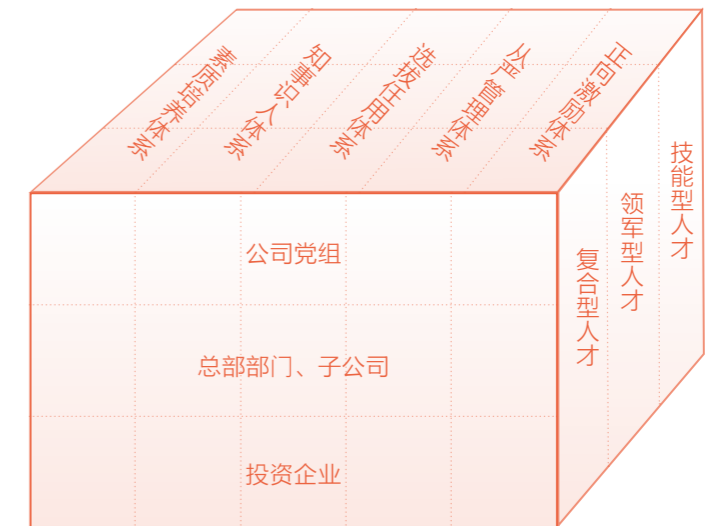 素质培养体系
知事识人体系
选拔任用体系
从严管理体系
正向激励体系
公司党组
总部部门、子公司
投资企业
复合型人才
领军型人才
技能型人才